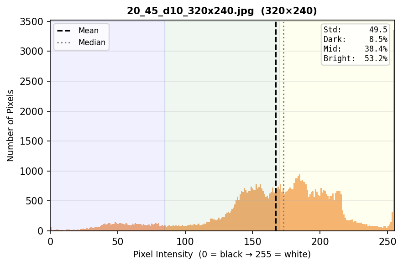 20_45_d10_320x240.jpg  (320×240)
Mean
Median
Std: 49.5
Dark: 8.5%
Mid: 38.4%
Bright: 53.2%
Number of Pixels
3500
3000
2500
2000
1500
1000
500
0
0 50 100 150 200 250
Pixel Intensity  (0 = black → 255 = white)